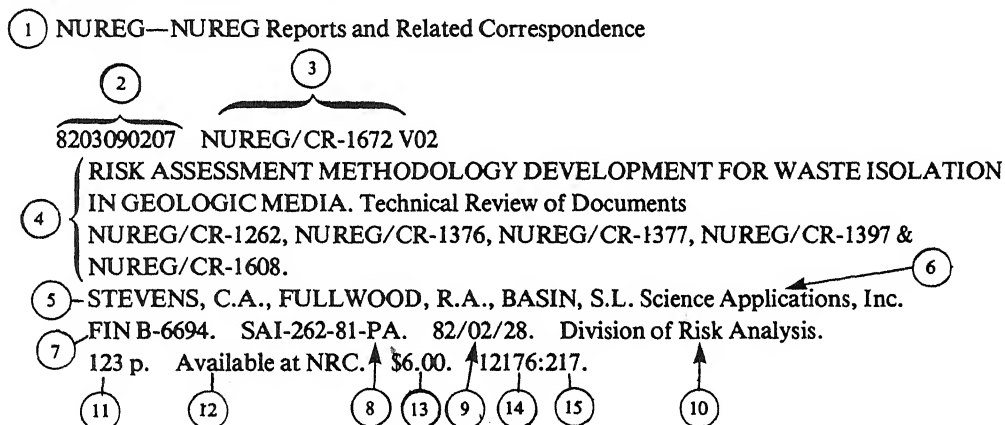 1 NUREG—NUREG Reports and Related Correspondence
2 3
8203090207 NUREG/CR-1672 V02
RISK ASSESSMENT METHODOLOGY DEVELOPMENT FOR WASTE ISOLATION
4 IN GEOLOGIC MEDIA. Technical Review of Documents
NUREG/CR-1262, NUREG/CR-1376, NUREG/CR-1377, NUREG/CR-1397 &
NUREG/CR-1608.
6
5 STEVENS, C.A., FULLWOOD, R.A., BASIN, S.L. Science Applications, Inc.
7 FIN B-6694. SAI-262-81-PA. 82/02/28. Division of Risk Analysis.
123 p. Available at NRC. $6.00. 12176:217.
11 12 8 13 9 14 15 10